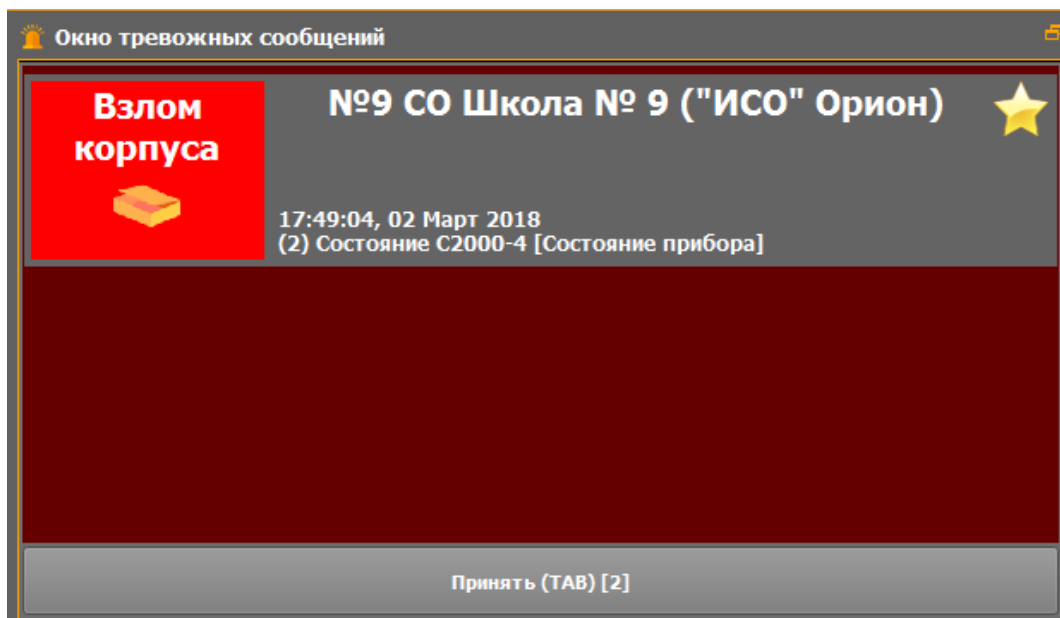 Окно тревожных сообщений
Взлом
корпуса
№9 СО Школа № 9 ("ИСО" Орион)
17:49:04, 02 Март 2018
(2) Состояние С2000-4 [Состояние прибора]
Принять (TAB) [2]